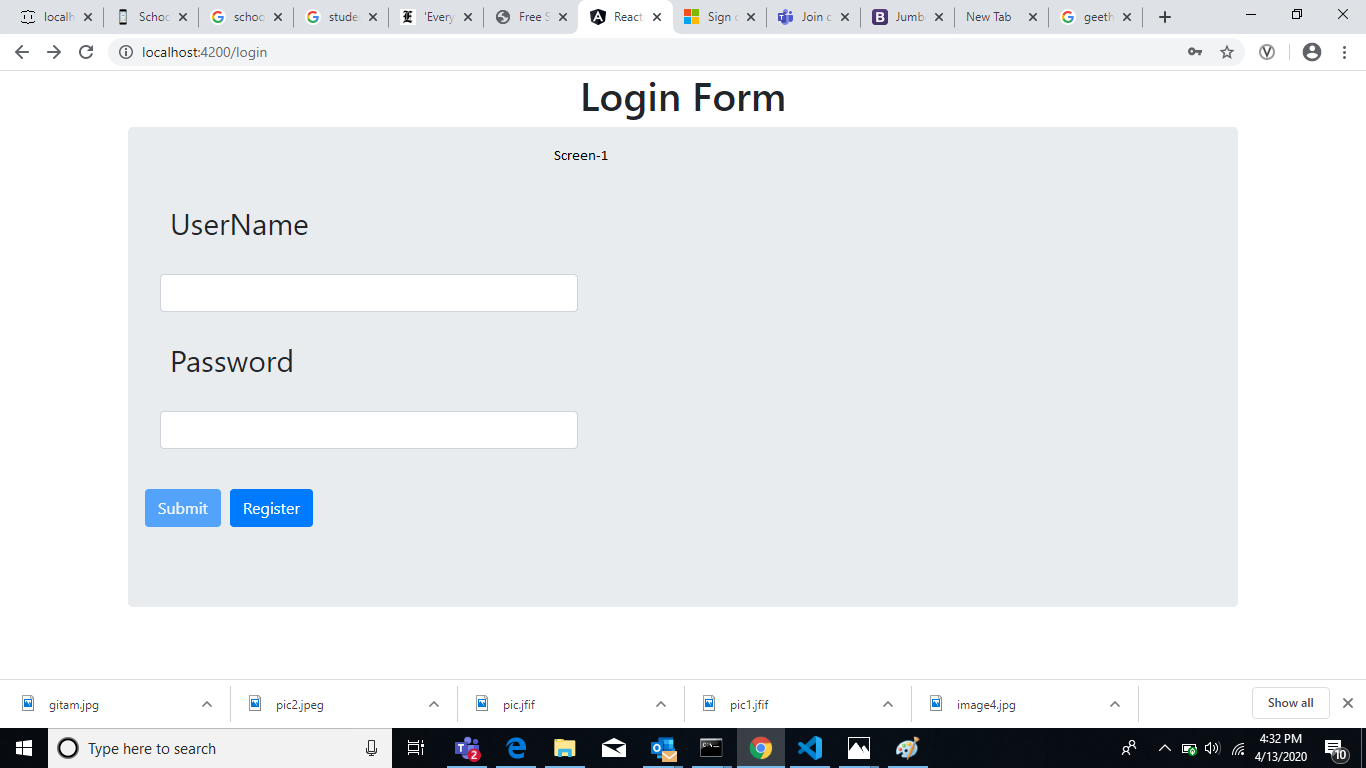 localh
Schoo
schoo
stude
'Every
Free S
React
Sign
Join c
Jumb
New Tab
geeth
localhost:4200/login
Login Form
Screen-1
UserName
Password
Submit Register
gitam.jpg
pic2.jpeg
pic.jfif
pic1.jfif
image4.jpg
Show all
Type here to search
2
4:32 PM
4/13/2020
10